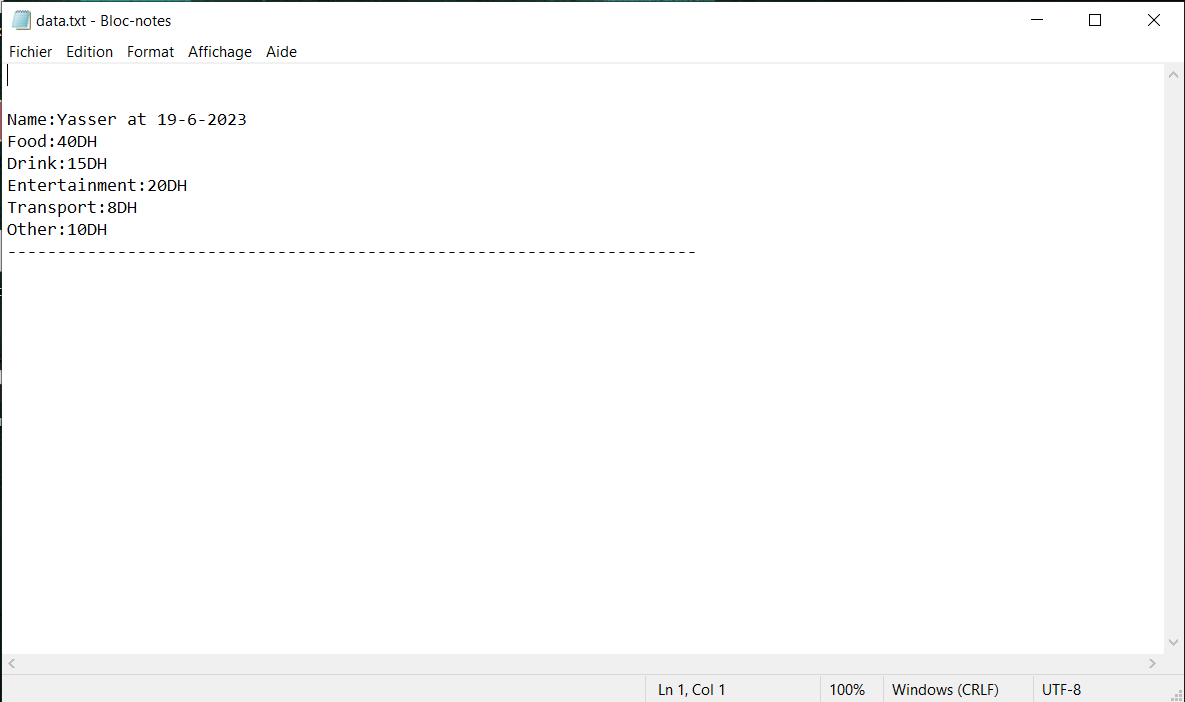 data.txt - Bloc-notes
Fichier Edition Format Affichage Aide
Name:Yasser at 19-6-2023
Food:40DH
Drink:15DH
Entertainment:20DH
Transport:8DH
Other:10DH
---------------------------------------------------------------------
Ln 1, Col 1 100% Windows (CRLF) UTF-8